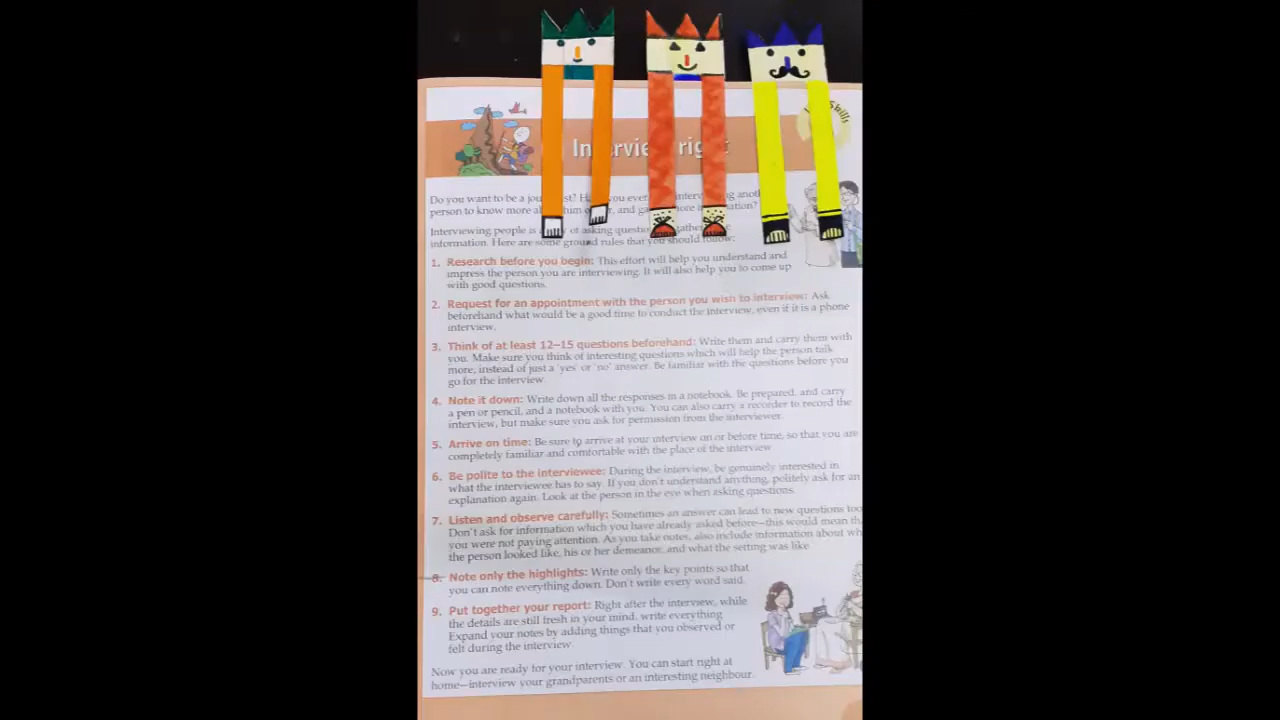 Skills
Interview right
Do you want to be a jou st? H you ever interv ing anoth
person to know more a him o r, and ga more in ation?
Interviewing people is a y of asking questio gather
information. Here are some ground rules that you should follow:
1. Research before you begin: This effort will help you understand and
impress the person you are interviewing. It will also help you to come up
with good questions.
2. Request for an appointment with the person you wish to interview: Ask
beforehand what would be a good time to conduct the interview, even if it is a phone
interview.
3. Think of at least 12–15 questions beforehand: Write them and carry them with
you. Make sure you think of interesting questions which will help the person talk
more, instead of just a 'yes' or 'no' answer. Be familiar with the questions before you
go for the interview.
4. Note it down: Write down all the responses in a notebook. Be prepared, and carry
a pen or pencil, and a notebook with you. You can also carry a recorder to record the
interview, but make sure you ask for permission from the interviewer.
5. Arrive on time: Be sure to arrive at your interview on or before time, so that you are
completely familiar and comfortable with the place of the interview
6. Be polite to the interviewee: During the interview, be genuinely interested in
what the interviewee has to say. If you don't understand anything, politely ask for an
explanation again. Look at the person in the eye when asking questions.
7. Listen and observe carefully: Sometimes an answer can lead to new questions too
Don't ask for information which you have already asked before—this would mean th
you were not paying attention. As you take notes, also include information about wh
the person looked like, his or her demeanor, and what the setting was like
8. Note only the highlights: Write only the key points so that
you can note everything down. Don't write every word said.
9. Put together your report: Right after the interview, while
the details are still fresh in your mind, write everything
Expand your notes by adding things that you observed or
felt during the interview.
Now you are ready for your interview. You can start right at
home—interview your grandparents or an interesting neighbour.